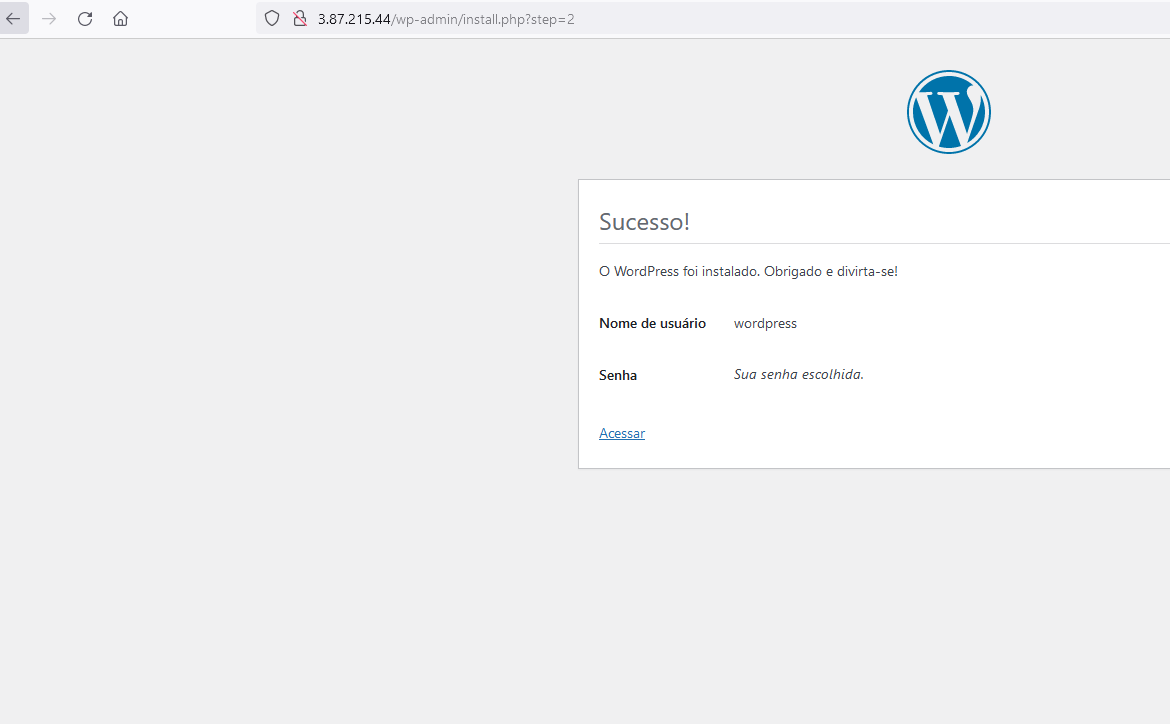 3.87.215.44/wp-admin/install.php?step=2
W
Sucesso!
O WordPress foi instalado. Obrigado e divirta-se!
Nome de usuário wordpress
Senha Sua senha escolhida.
Acessar